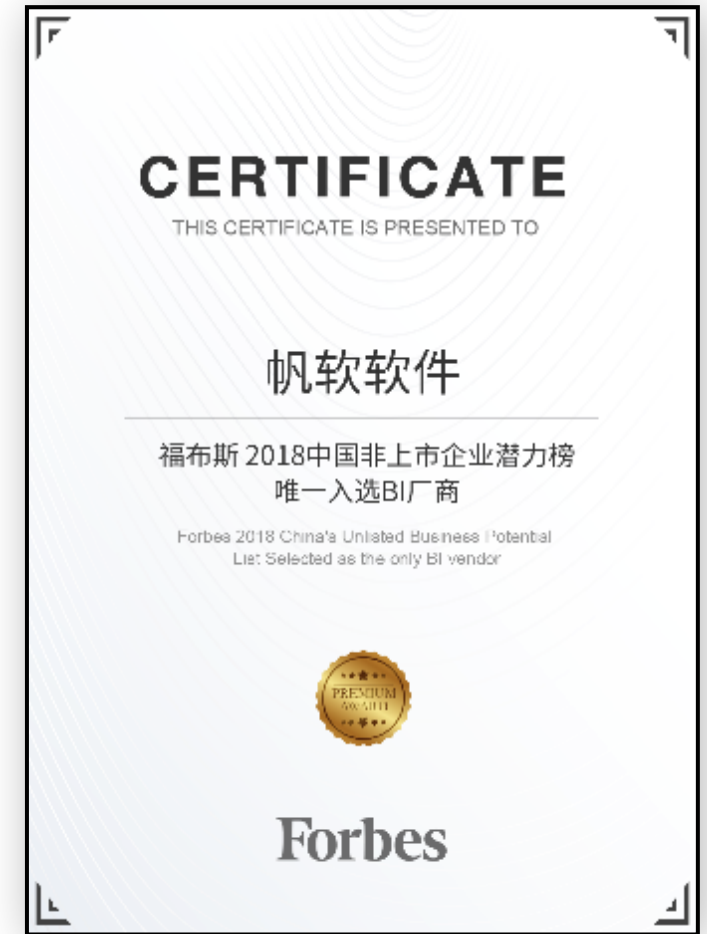 CERTIFICATE
THIS CERTIFICATE IS PRESENTED TO
帆软软件
福布斯 2018中国非上市企业潜力榜
唯一入选BI厂商
Forbes 2018 China's Unlisted Business Potential
List Selected as the only BI vendor
PREMIUM
AWARD
Forbes